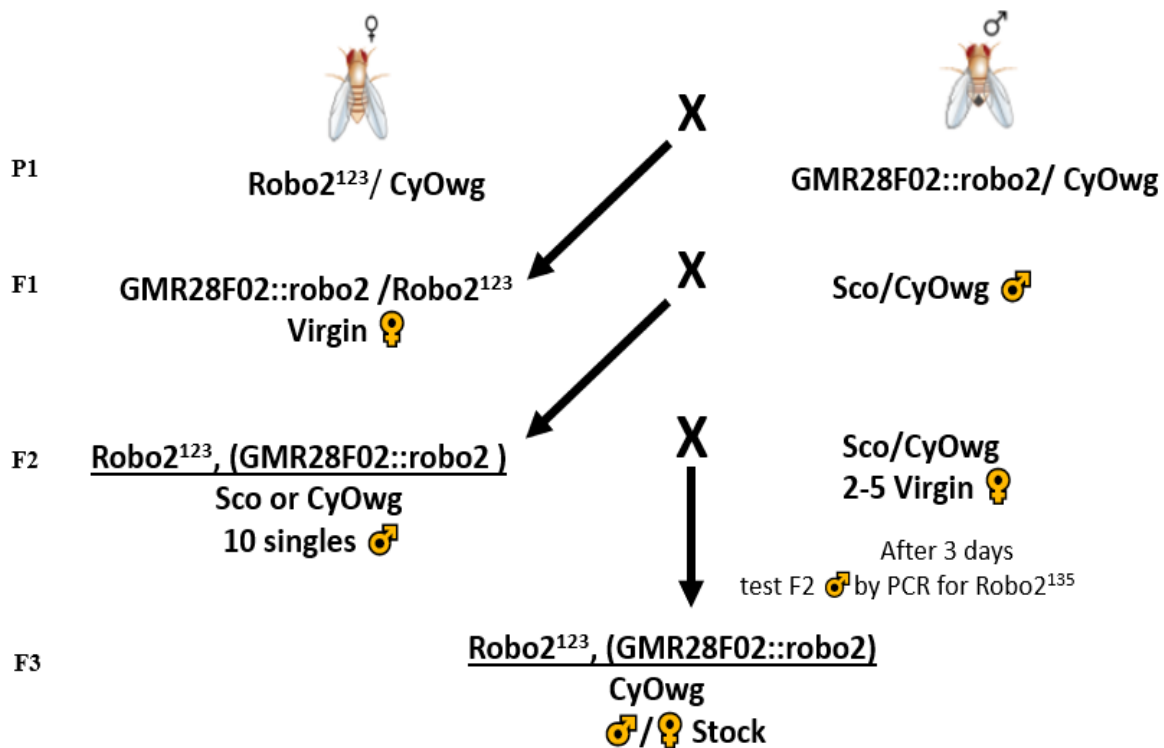 ♀ ♂
X
P1 Robo2¹²³/ CyOwg GMR28F02::robo2/ CyOwg
F1 GMR28F02::robo2 /Robo2¹²³ X Sco/CyOwg ♂
Virgin ♀
F2 Robo2¹²³, (GMR28F02::robo2 ) X Sco/CyOwg
Sco or CyOwg 2-5 Virgin ♀
10 singles ♂
After 3 days
test F2 ♂ by PCR for Robo2¹³⁵
F3 Robo2¹²³, (GMR28F02::robo2)
CyOwg
♂/♀ Stock